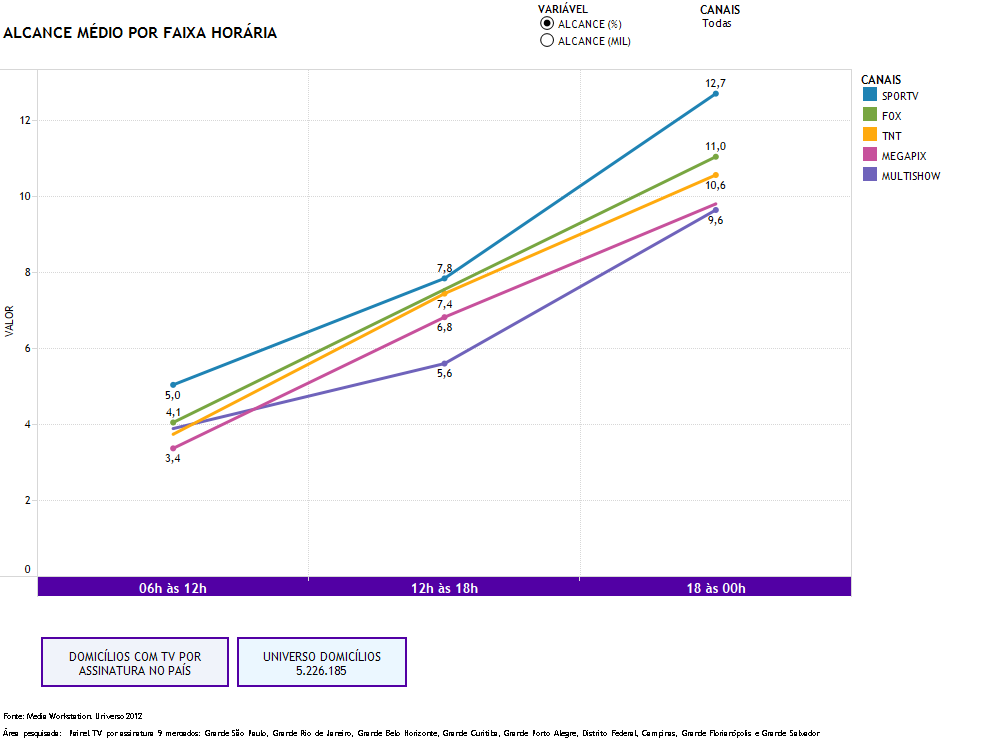 ALCANCE MÉDIO POR FAIXA HORÁRIA
VARIÁVEL
ALCANCE (%)
ALCANCE (MIL)
CANAIS
Todas
CANAIS
SPORTV
FOX
TNT
MEGAPIX
MULTISHOW
VALOR
12
10
8
6
4
2
0
5,0
4,1
3,4
7,8
7,4
6,8
5,6
12,7
11,0
10,6
9,6
06h às 12h
12h às 18h
18 às 00h
DOMICÍLIOS COM TV POR
ASSINATURA NO PAÍS
UNIVERSO DOMICÍLIOS
5.226.185
Fonte: Media Workstation. Universo 2012
Área pesquisada: Painel TV por assinatura 9 mercados: Grande São Paulo, Grande Rio de Janeiro, Grande Belo Horizonte, Grande Curitiba, Grande Porto Alegre, Distrito Federal, Campinas, Grande Florianópolis e Grande Salvador